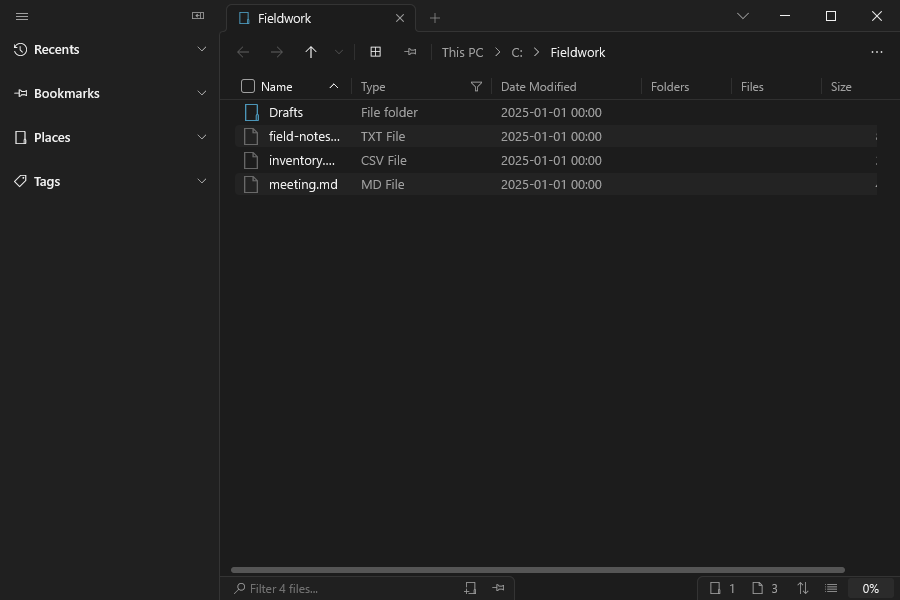 Fieldwork
Recents
Bookmarks
Places
Tags
This PC C: Fieldwork
Name Type Date Modified Folders Files Size
Drafts File folder 2025-01-01 00:00
field-notes... TXT File 2025-01-01 00:00
inventory.... CSV File 2025-01-01 00:00
meeting.md MD File 2025-01-01 00:00
Filter 4 files... 1 3 0%